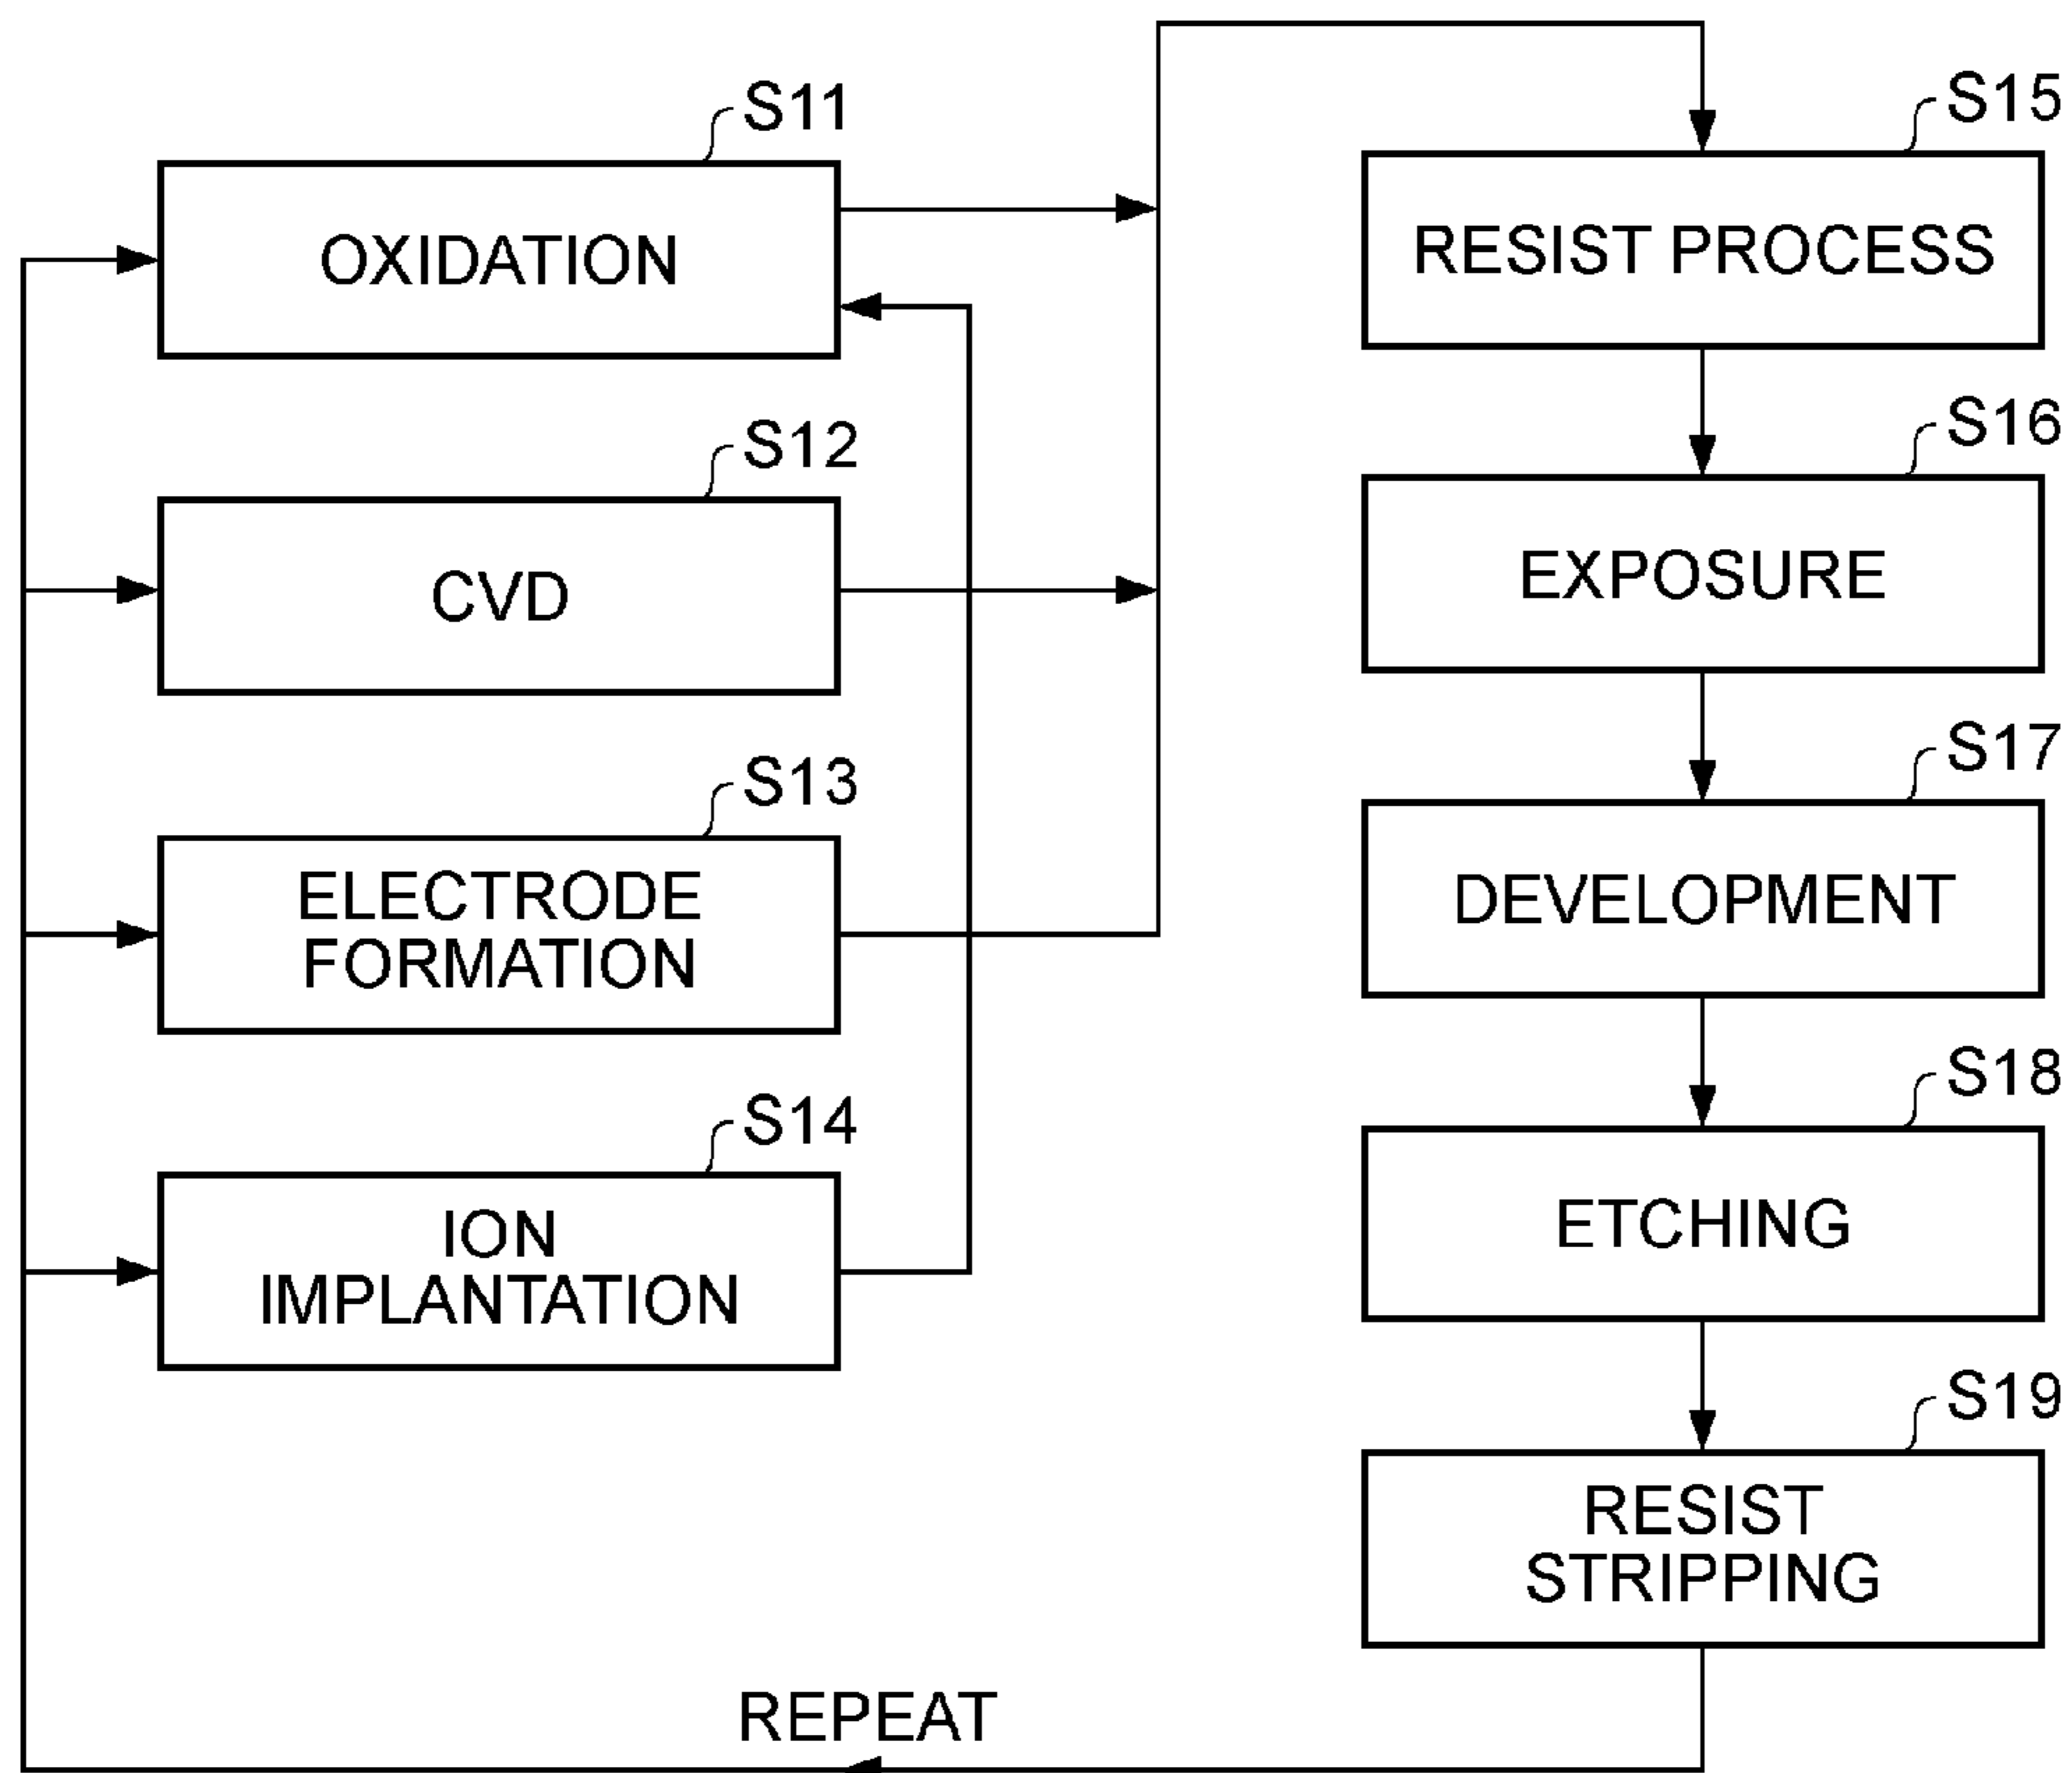 S11
OXIDATION
S12
CVD
S13
ELECTRODE
FORMATION
S14
ION
IMPLANTATION
S15
RESIST PROCESS
S16
EXPOSURE
S17
DEVELOPMENT
S18
ETCHING
S19
RESIST
STRIPPING
REPEAT